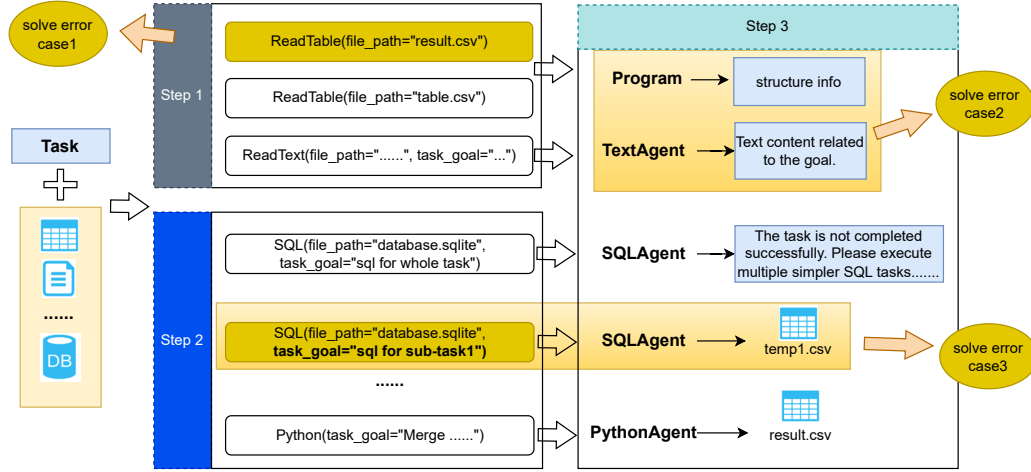 solve error
case1
Task
......
DB
Step 1
ReadTable(file_path="result.csv")
ReadTable(file_path="table.csv")
ReadText(file_path="......", task_goal="...")
Step 2
SQL(file_path="database.sqlite",
task_goal="sql for whole task")
SQL(file_path="database.sqlite",
task_goal="sql for sub-task1")
......
Python(task_goal="Merge ......")
Step 3
Program
structure info
TextAgent
Text content related
to the goal.
SQLAgent
The task is not completed
successfully. Please execute
multiple simpler SQL tasks.......
SQLAgent
temp1.csv
PythonAgent
result.csv
solve error
case2
solve error
case3